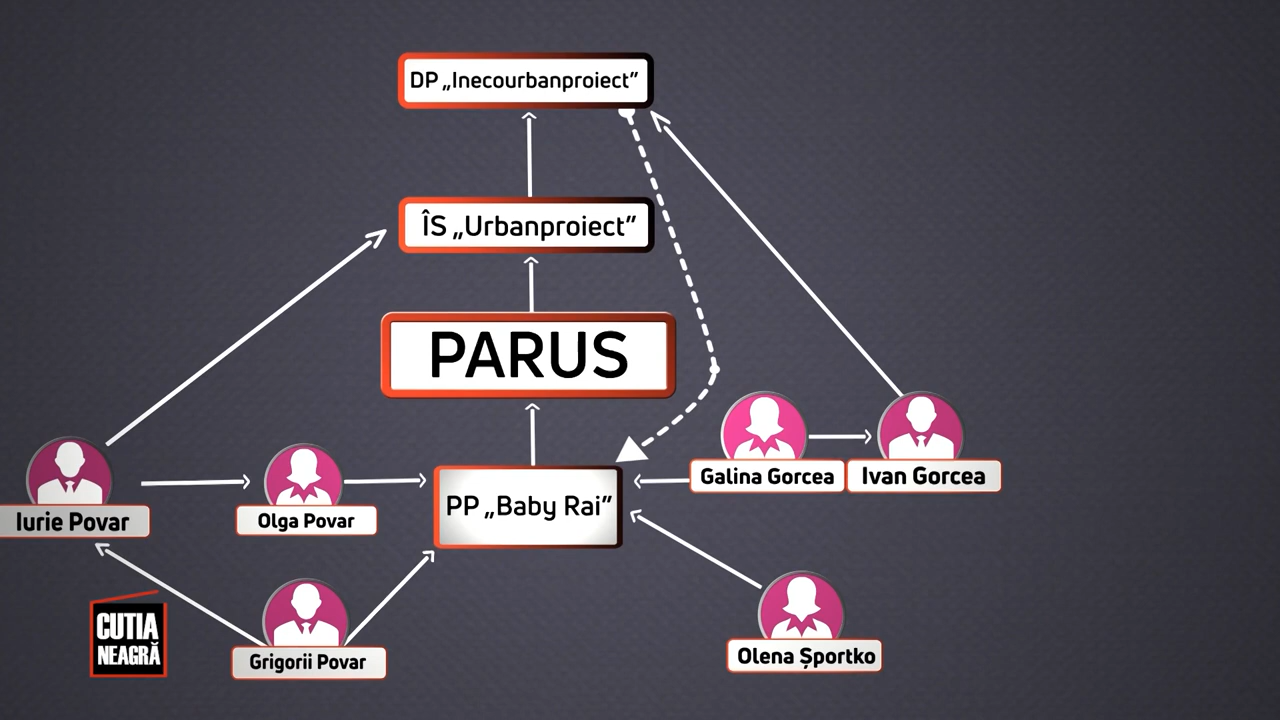 DP „Inecourbanproiect”
ÎS „Urbanproiect”
PARUS
PP „Baby Rai”
Galina Gorcea
Ivan Gorcea
Iurie Povar
Olga Povar
Grigorii Povar
Olena Șportko
CUTIA
NEAGRĂ